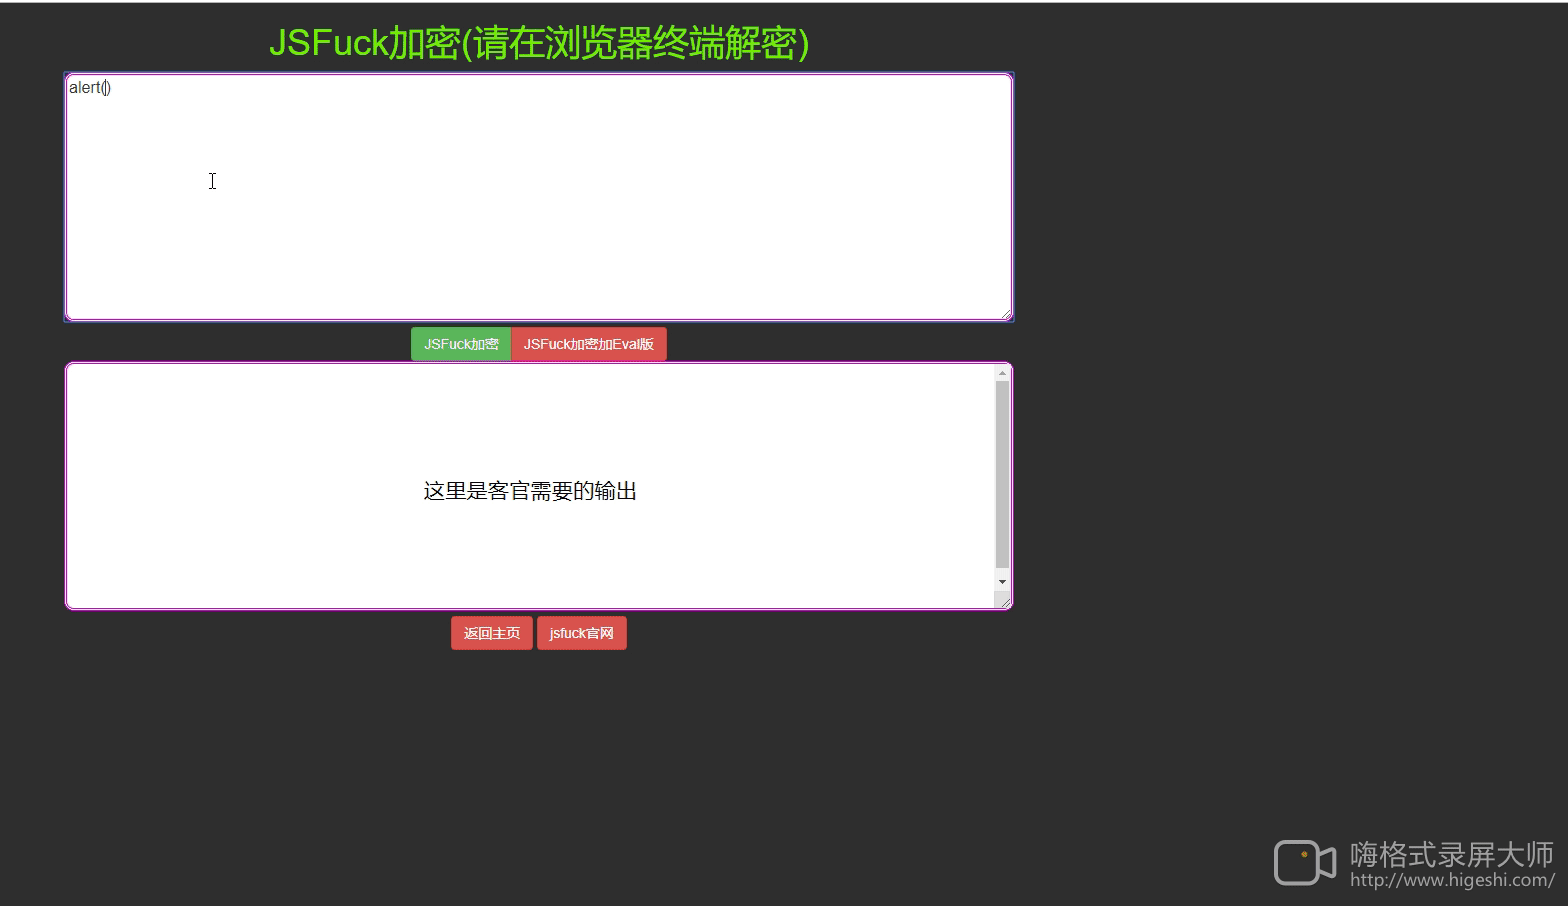 JSFuck加密(请在浏览器终端解密)
alert()
JSFuck加密 JSFuck加密加Eval版
这里是客官需要的输出
返回主页 jsfuck官网
嗨格式录屏大师
http://www.higeshi.com/